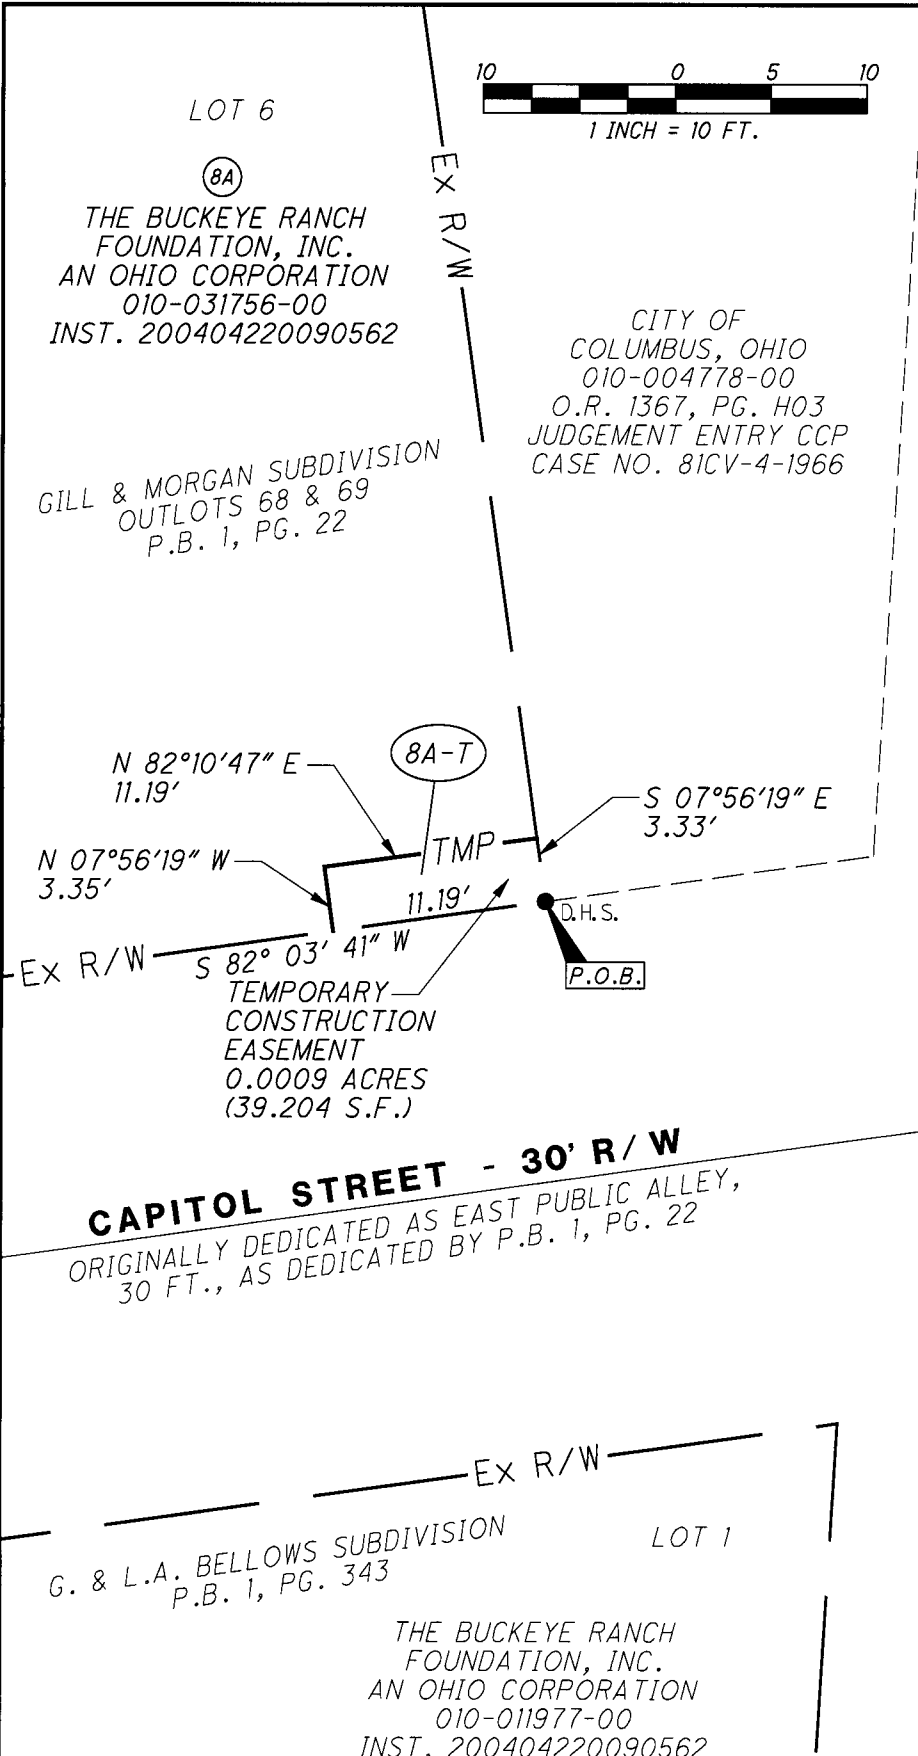 10 0 5 10
1 INCH = 10 FT.
LOT 6
8A
THE BUCKEYE RANCH
FOUNDATION, INC.
AN OHIO CORPORATION
010-031756-00
INST. 200404220090562
Ex R/W
CITY OF
COLUMBUS, OHIO
010-004778-00
O.R. 1367, PG. H03
JUDGEMENT ENTRY CCP
CASE NO. 81CV-4-1966
GILL & MORGAN SUBDIVISION
OUTLOTS 68 & 69
P.B. 1, PG. 22
8A-T
N 82°10'47" E
11.19'
S 07°56'19" E
3.33'
TMP
N 07°56'19" W
3.35'
11.19'
D.H.S.
S 82° 03' 41" W
Ex R/W
P.O.B.
TEMPORARY
CONSTRUCTION
EASEMENT
0.0009 ACRES
(39.204 S.F.)
CAPITOL STREET - 30' R/W
ORIGINALLY DEDICATED AS EAST PUBLIC ALLEY,
30 FT., AS DEDICATED BY P.B. 1, PG. 22
Ex R/W
G. & L.A. BELLOWS SUBDIVISION
P.B. 1, PG. 343
LOT 1
THE BUCKEYE RANCH
FOUNDATION, INC.
AN OHIO CORPORATION
010-011977-00
INST. 200404220090562